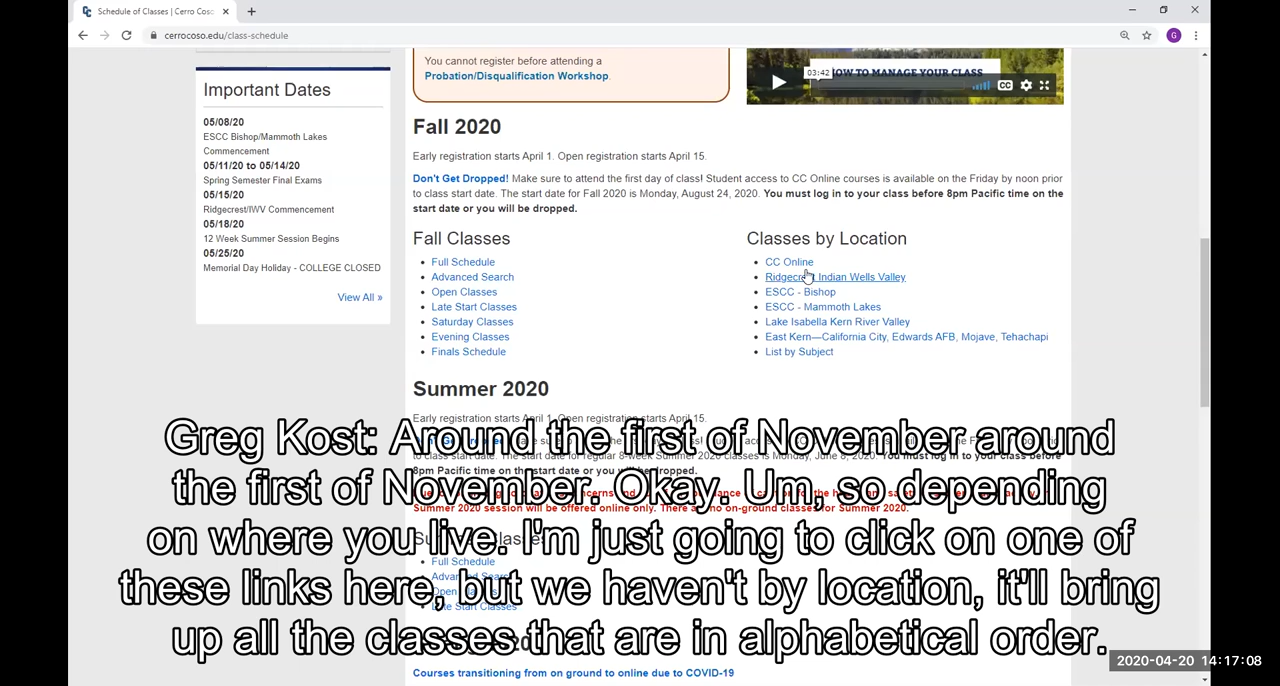 Schedule of Classes | Cerro Coso
cerrocoso.edu/class-schedule
G
You cannot register before attending a
Probation/Disqualification Workshop.
03:42
HOW TO MANAGE YOUR CLASS
CC
Important Dates
05/08/20
ESCC Bishop/Mammoth Lakes
Commencement
05/11/20 to 05/14/20
Spring Semester Final Exams
05/15/20
Ridgecrest/IWV Commencement
05/18/20
12 Week Summer Session Begins
05/25/20
Memorial Day Holiday - COLLEGE CLOSED
View All »
Fall 2020
Early registration starts April 1. Open registration starts April 15.
Don't Get Dropped! Make sure to attend the first day of class! Student access to CC Online courses is available on the Friday by noon prior
to class start date. The start date for Fall 2020 is Monday, August 24, 2020. You must log in to your class before 8pm Pacific time on the
start date or you will be dropped.
Fall Classes
Full Schedule
Advanced Search
Open Classes
Late Start Classes
Saturday Classes
Evening Classes
Finals Schedule
Classes by Location
CC Online
Ridgecrest Indian Wells Valley
ESCC - Bishop
ESCC - Mammoth Lakes
Lake Isabella Kern River Valley
East Kern—California City, Edwards AFB, Mojave, Tehachapi
List by Subject
Summer 2020
Early registration starts April 1. Open registration starts April 15.
8pm Pacific time on the start date or you will be dropped.
Summer 2020 session will be offered online only. There are no on-ground classes for Summer 2020.
Full Schedule
Advanced Search
Open Classes
Late Start Classes
Courses transitioning from on ground to online due to COVID-19
Greg Kost: Around the first of November around
the first of November. Okay. Um, so depending
on where you live. I'm just going to click on one of
these links here, but we haven't by location, it'll bring
up all the classes that are in alphabetical order.
2020-04-20 14:17:08